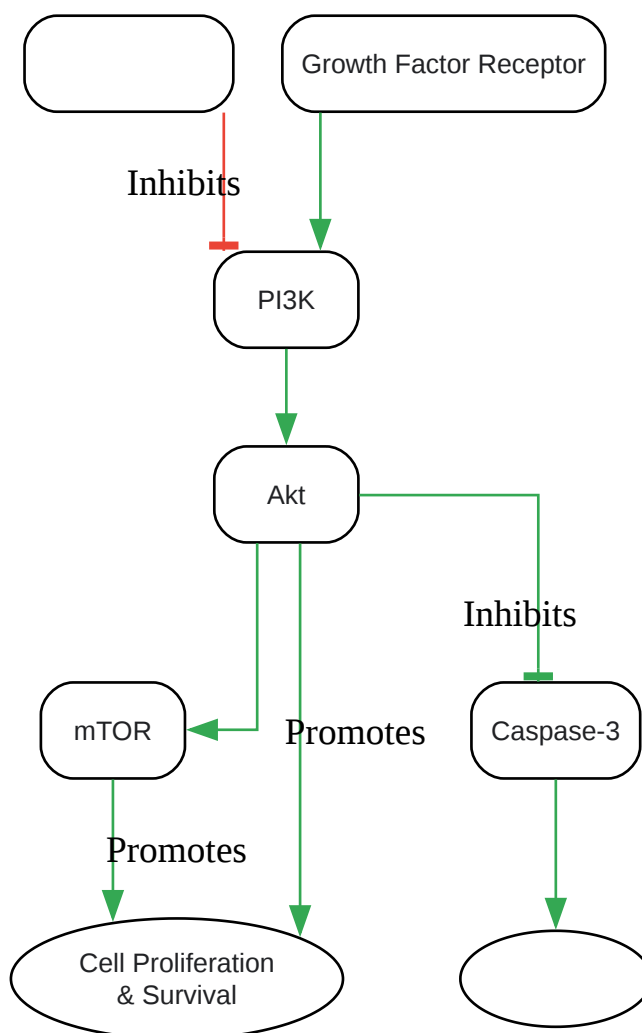 Growth Factor Receptor
Inhibits
PI3K
Akt
Inhibits
mTOR
Promotes
Caspase-3
Promotes
Cell Proliferation
& Survival